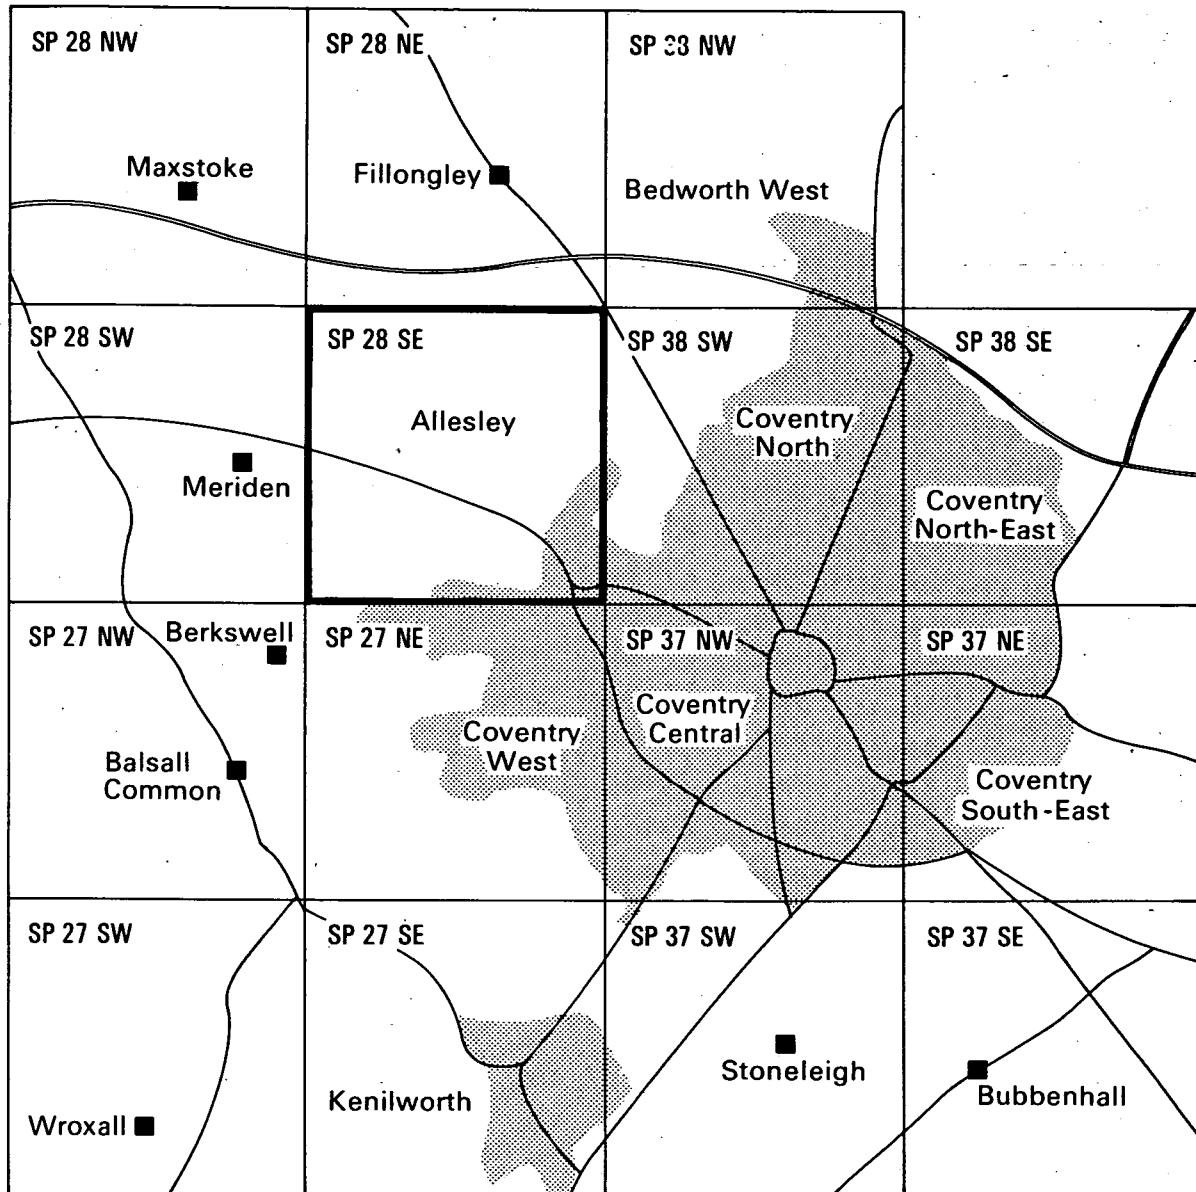 SP 28 NW
SP 28 NE
SP 38 NW
Maxstoke
Fillongley
Bedworth West
SP 28 SW
SP 28 SE
SP 38 SW
SP 38 SE
Allesley
Coventry
North
Meriden
Coventry
North-East
SP 27 NW
Berkswell
SP 27 NE
SP 37 NW
SP 37 NE
Coventry
West
Coventry
Central
Balsall
Common
Coventry
South-East
SP 27 SW
SP 27 SE
SP 37 SW
SP 37 SE
Stoneleigh
Kenilworth
Bubbenhall
Wroxall